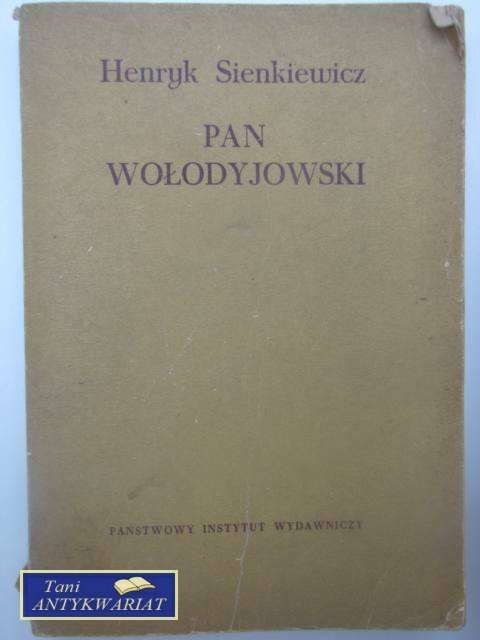 Henryk Sienkiewicz
PAN
WOŁODYJOWSKI
PAŃSTWOWY INSTYTUT WYDAWNICZY
Tani
ANTYKWARIAT